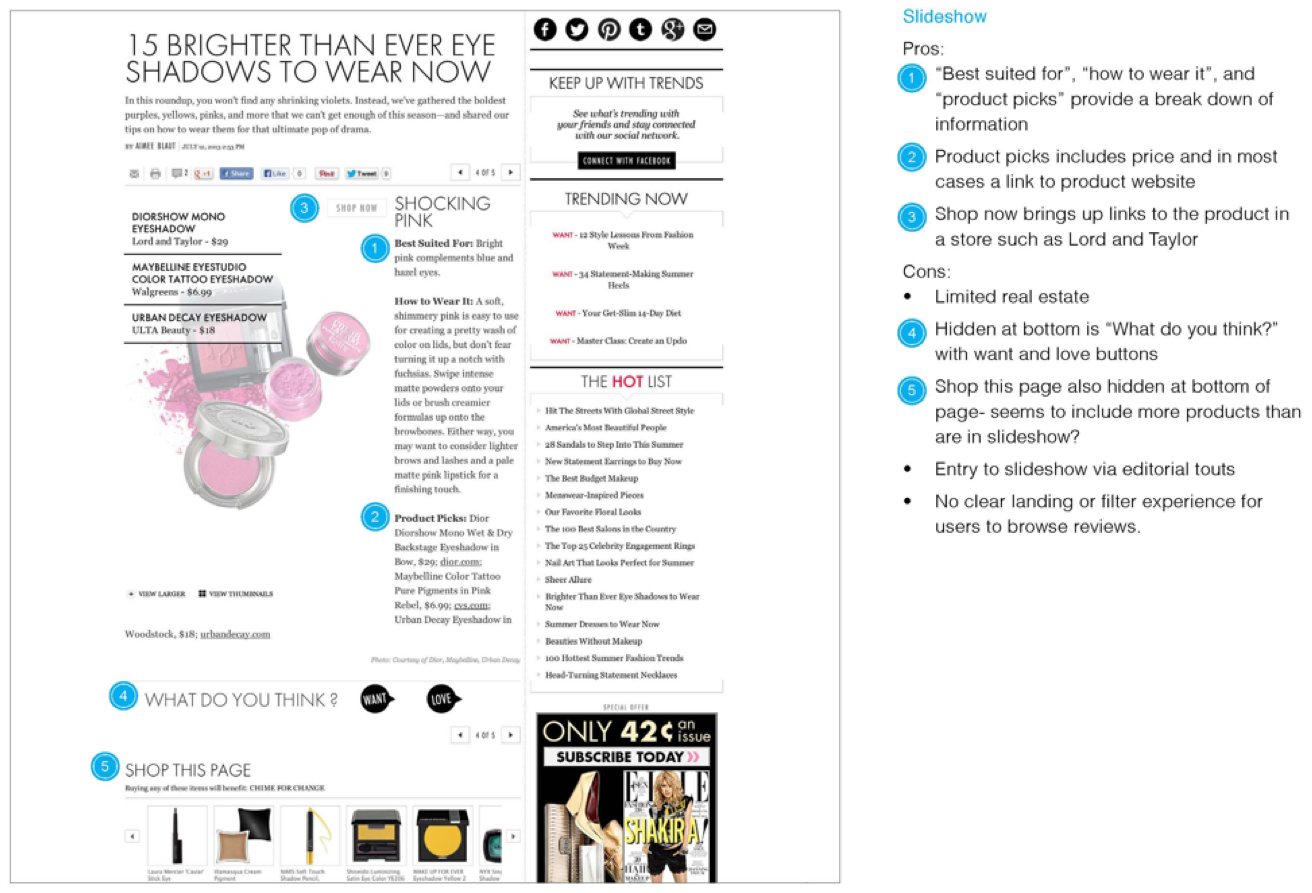 15 BRIGHTER THAN EVER EYE
SHADOWS TO WEAR NOW
In this roundup, you won't find any shrinking violets. Instead, we've gathered the boldest
purples, yellows, pinks, and more that we can't get enough of this season—and shared our
tips on how to wear them for that ultimate pop of drama.
BY AIMEE BLAUT | JULY 12, 2013 2:53 PM
2
+1
Share
Like
0
Pin it
Tweet
0
4 OF 5
3
SHOP NOW
DIORSHOW MONO
EYESHADOW
Lord and Taylor - $29
MAYBELLINE EYESTUDIO
COLOR TATTOO EYESHADOW
Walgreens - $6.99
URBAN DECAY EYESHADOW
ULTA Beauty - $18
SHOCKING
PINK
1
Best Suited For: Bright
pink complements blue and
hazel eyes.
How to Wear It: A soft,
shimmery pink is easy to use
for creating a pretty wash of
color on lids, but don't fear
turning it up a notch with
fuchsias. Swipe intense
matte powders onto your
lids or brush creamier
formulas up onto the
browbones. Either way, you
may want to consider lighter
brows and lashes and a pale
matte pink lipstick for a
finishing touch.
2
Product Picks: Dior
Diorshow Mono Wet & Dry
Backstage Eyeshadow in
Bow, $29; dior.com;
Maybelline Color Tattoo
Pure Pigments in Pink
Rebel, $6.99; cvs.com;
Urban Decay Eyeshadow in
VIEW LARGER
VIEW THUMBNAILS
Woodstock, $18; urbandecay.com
Photo: Courtesy of Dior, Maybelline, Urban Decay
4
WHAT DO YOU THINK ?
WANT
LOVE
4 OF 5
5
SHOP THIS PAGE
Buying any of these items will benefit: CHIME FOR CHANGE
Laura Mercier 'Caviar'
Stick Eye
Illamasqua Cream
Pigment
NARS Soft Touch
Shadow Pencil.
Shiseido Luminizing
Satin Eye Color YE206
MAKE UP FOR EVER
Eyeshadow Yellow 2
NYX Sing
Shadow
KEEP UP WITH TRENDS
See what's trending with
your friends and stay connected
with our social network.
CONNECT WITH FACEBOOK
TRENDING NOW
WANT - 12 Style Lessons From Fashion
Week
WANT - 34 Statement-Making Summer
Heels
WANT - Your Get-Slim 14-Day Diet
WANT - Master Class: Create an Updo
THE HOT LIST
Hit The Streets With Global Street Style
America's Most Beautiful People
28 Sandals to Step Into This Summer
New Statement Earrings to Buy Now
The Best Budget Makeup
Menswear-Inspired Pieces
Our Favorite Floral Looks
The 100 Best Salons in the Country
The Top 25 Celebrity Engagement Rings
Nail Art That Looks Perfect for Summer
Sheer Allure
Brighter Than Ever Eye Shadows to Wear
Now
Summer Dresses to Wear Now
Beauties Without Makeup
100 Hottest Summer Fashion Trends
Head-Turning Statement Necklaces
SPECIAL OFFER
ONLY 42¢ an
issue
SUBSCRIBE TODAY
SHAKIRA!
Slideshow
Pros:
1 "Best suited for", "how to wear it", and
"product picks" provide a break down of
information
2 Product picks includes price and in most
cases a link to product website
3 Shop now brings up links to the product in
a store such as Lord and Taylor
Cons:
• Limited real estate
4 Hidden at bottom is "What do you think?"
with want and love buttons
5 Shop this page also hidden at bottom of
page- seems to include more products than
are in slideshow?
• Entry to slideshow via editorial touts
• No clear landing or filter experience for
users to browse reviews.